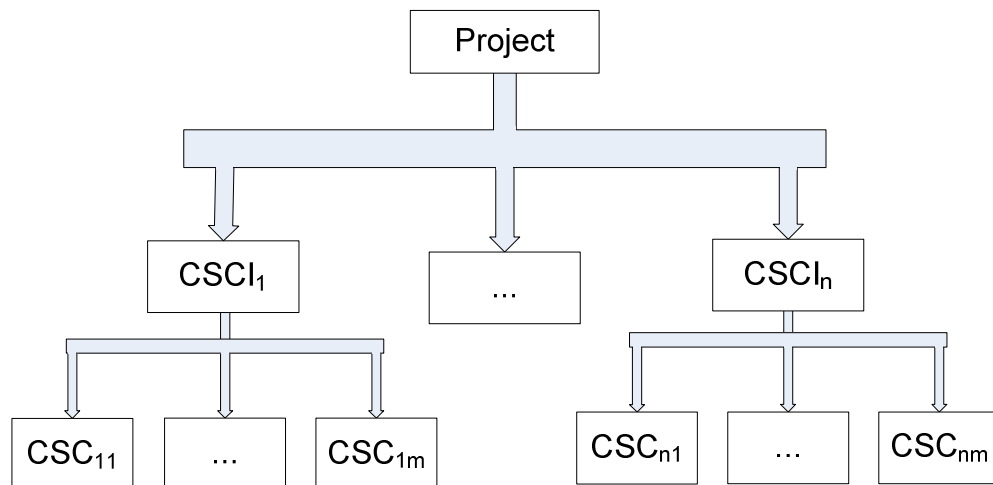 Project
CSCI₁
...
CSCIₙ
CSC₁₁
...
CSC₁ₘ
CSCₙ₁
...
CSCₙₘ